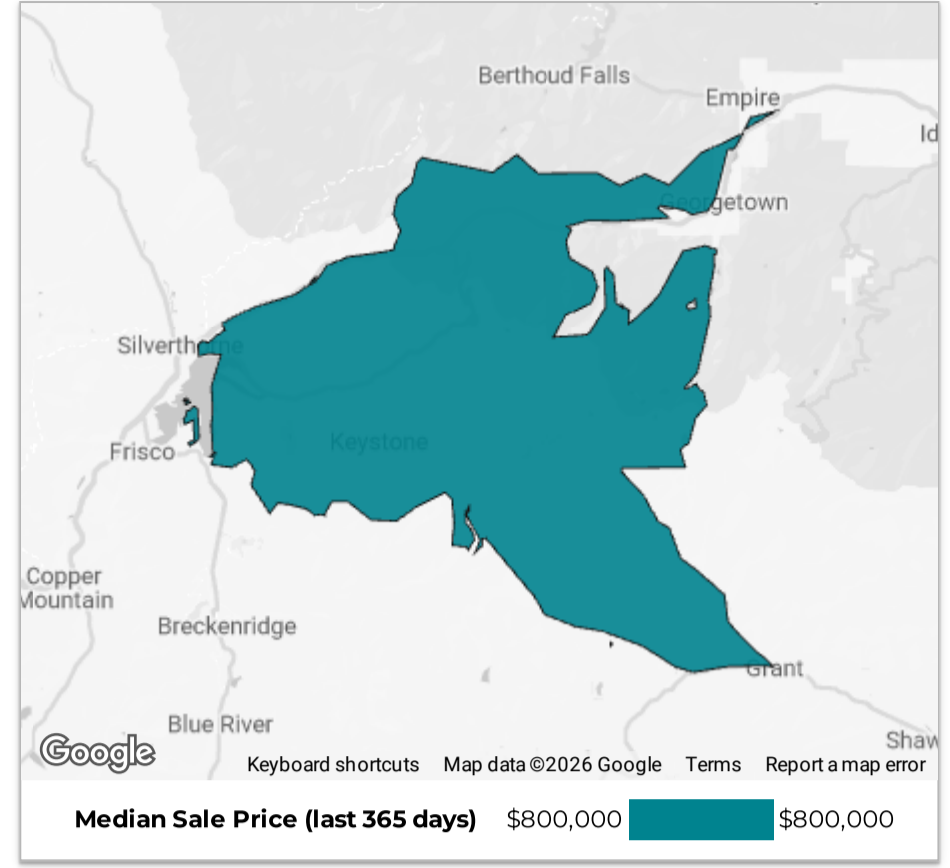 Berthoud Falls
Empire
Id
Georgetown
Silverthorne
Keystone
Frisco
Copper
Mountain
Breckenridge
Blue River
Grant
Shaw
Google
Keyboard shortcuts Map data ©2026 Google Terms Report a map error
Median Sale Price (last 365 days) $800,000 $800,000